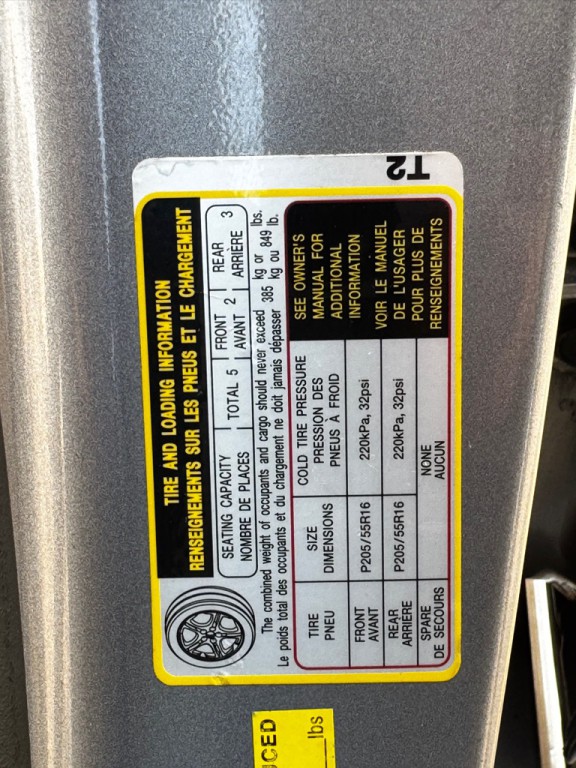 T2
TIRE AND LOADING INFORMATION
RENSEIGNEMENTS SUR LES PNEUS ET LE CHARGEMENT
SEATING CAPACITY
NOMBRE DE PLACES
TOTAL 5
FRONT
AVANT
2
REAR
ARRIÈRE
3
The combined weight of occupants and cargo should never exceed 385 kg or lbs.
Le poids total des occupants et du chargement ne doit jamais dépasser kg ou 849 lb.
TIRE
PNEU
SIZE
DIMENSIONS
COLD TIRE PRESSURE
PRESSION DES
PNEUS À FROID
SEE OWNER'S
MANUAL FOR
ADDITIONAL
INFORMATION
VOIR LE MANUEL
DE L'USAGER
POUR PLUS DE
RENSEIGNEMENTS
FRONT
AVANT
P205/55R16
220kPa, 32psi
REAR
ARRIÈRE
P205/55R16
220kPa, 32psi
SPARE
DE SECOURS
NONE
AUCUN
NCED
lbs